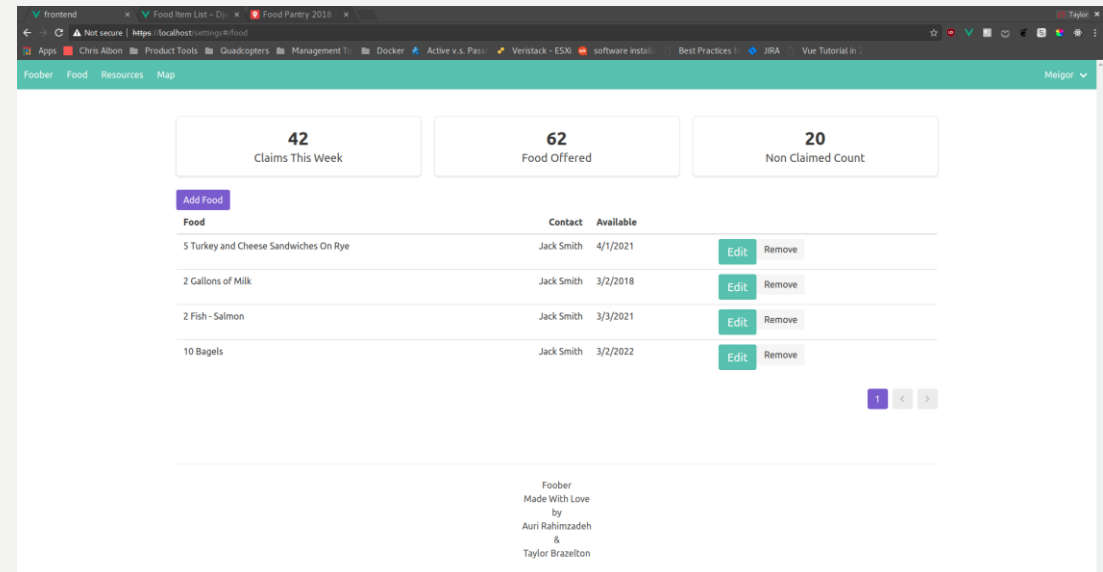 frontend Food Item List - Dj Food Pantry 2018 Taylor
Not secure | https://localhost/settings#/food
Apps Chris Albon Product Tools Quadcopters Management To Docker Active v.s. Pass Veristack - ESXi software install Best Practices JIRA Vue Tutorial in
Foober Food Resources Map Meigor
42 62 20
Claims This Week Food Offered Non Claimed Count
Add Food
Food Contact Available
5 Turkey and Cheese Sandwiches On Rye Jack Smith 4/1/2021 Edit Remove
2 Gallons of Milk Jack Smith 3/2/2018 Edit Remove
2 Fish - Salmon Jack Smith 3/3/2021 Edit Remove
10 Bagels Jack Smith 3/2/2022 Edit Remove
1 < >
Foober
Made With Love
by
Auri Rahimzadeh
&
Taylor Brazelton